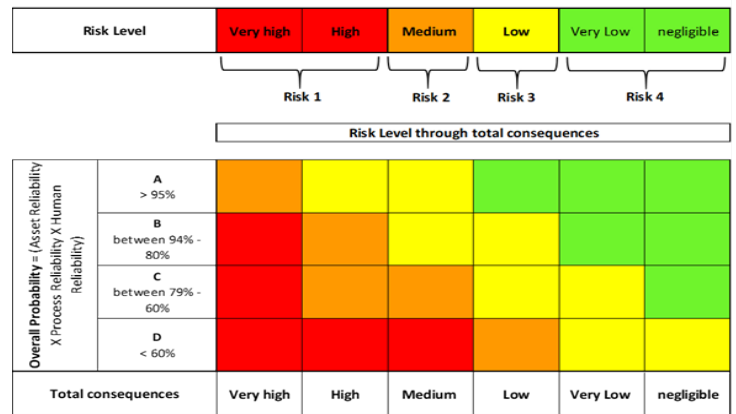 Risk Level Very high High Medium Low Very Low negligible
Risk 1 Risk 2 Risk 3 Risk 4
Risk Level through total consequences
Overall Probability = (Asset Reliability
X Process Reliability X Human
Reliability)
A
> 95%
B
between 94% -
80%
C
between 79% -
60%
D
< 60%
Total consequences Very high High Medium Low Very Low negligible